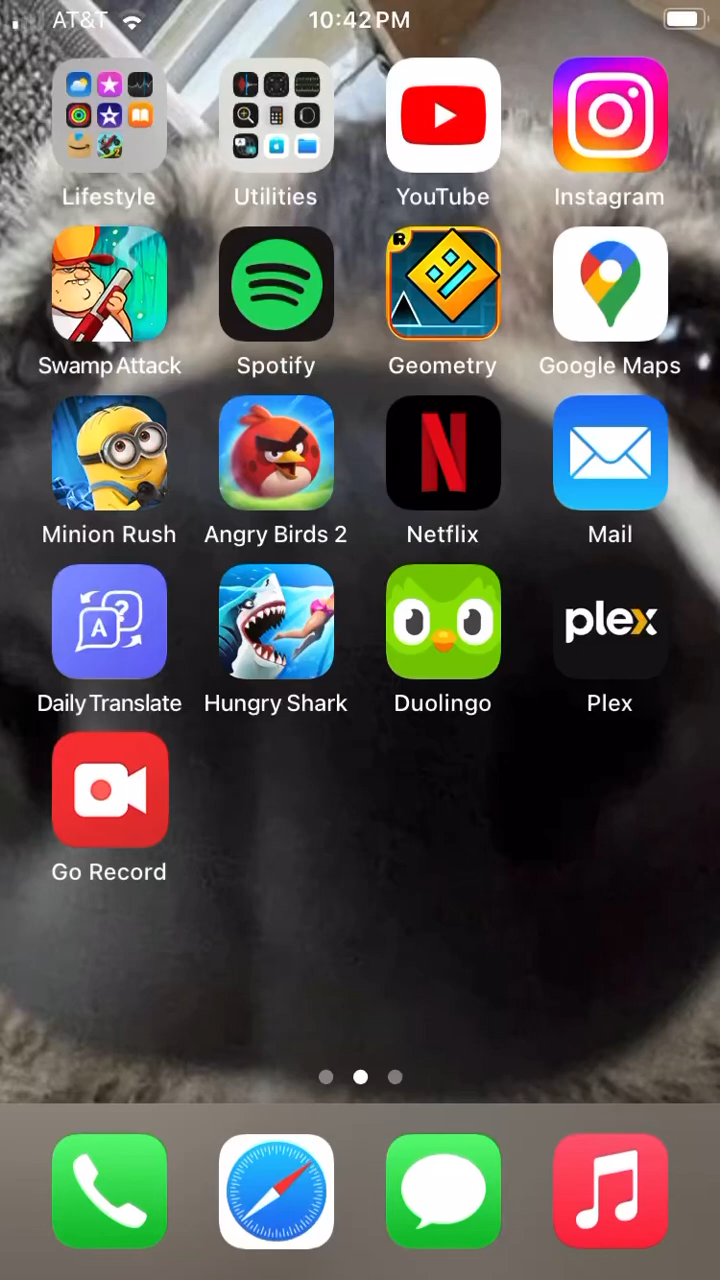 AT&T 10:42 PM
Lifestyle Utilities YouTube Instagram
R
Swamp Attack Spotify Geometry Google Maps
N
Minion Rush Angry Birds 2 Netflix Mail
A ?
plex
Daily Translate Hungry Shark Duolingo Plex
Go Record